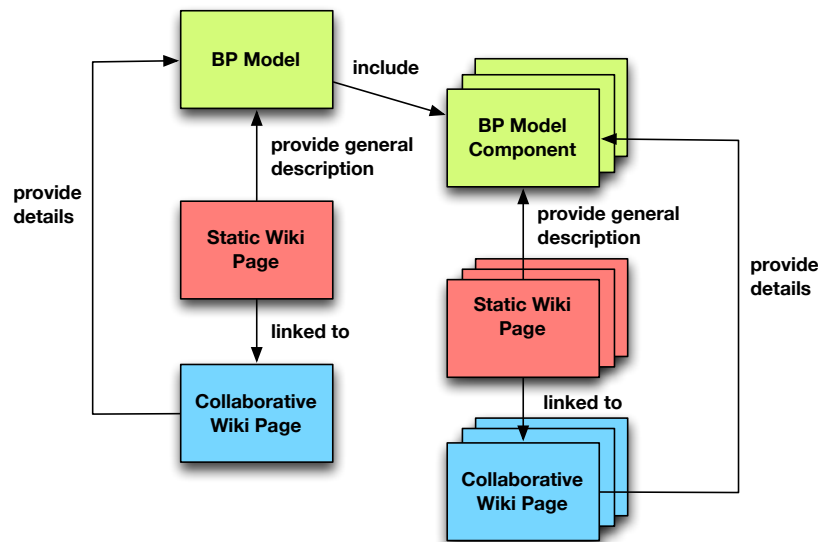 BP Model
include
BP Model
Component
provide general
description
provide
details
Static Wiki
Page
provide general
description
provide
details
Static Wiki
Page
linked to
Collaborative
Wiki Page
linked to
Collaborative
Wiki Page